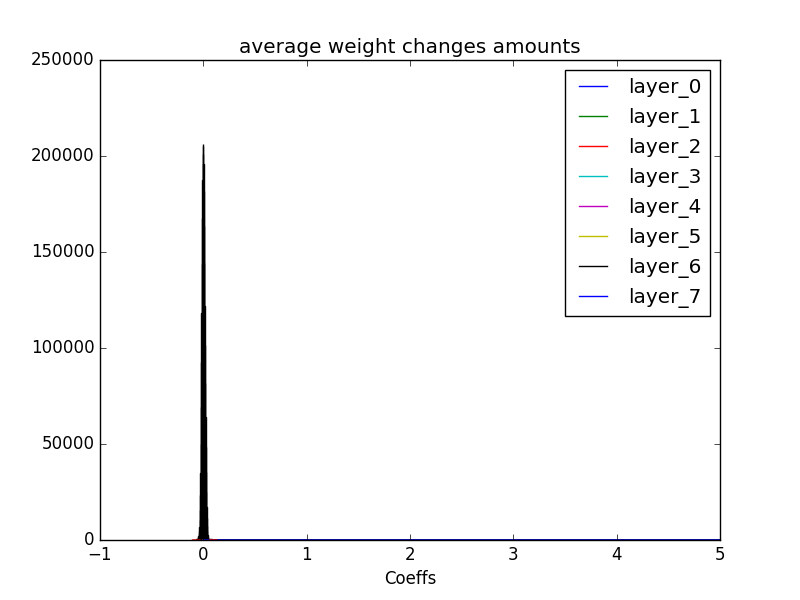 average weight changes amounts
250000
200000
150000
100000
50000
0
layer_0
layer_1
layer_2
layer_3
layer_4
layer_5
layer_6
layer_7
−1 0 1 2 3 4 5
Coeffs